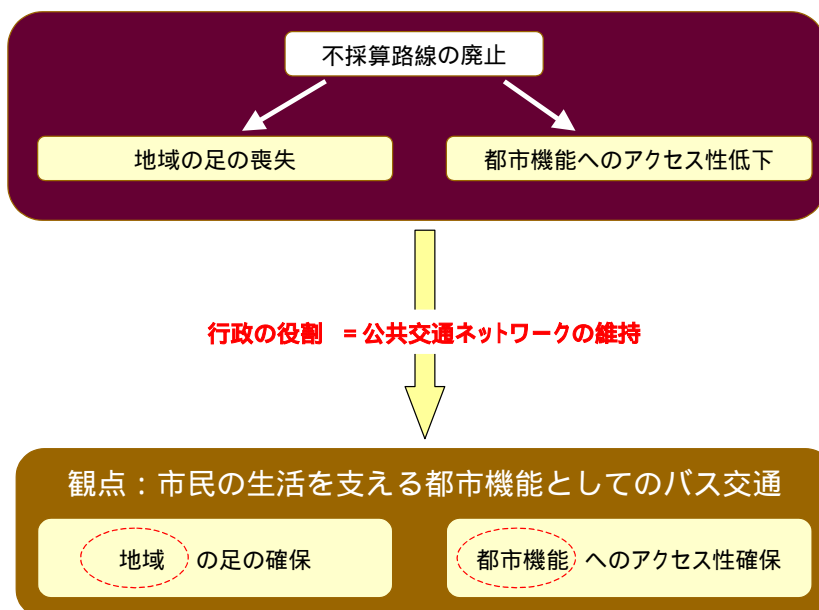 不採算路線の廃止
地域の足の喪失
都市機能へのアクセス性低下
行政の役割 =公共交通ネットワークの維持
観点：市民の生活を支える都市機能としてのバス交通
地域 の足の確保
都市機能 へのアクセス性確保